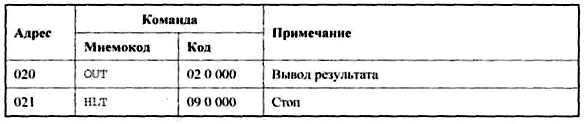 Адрес Команда Примечание
Мнемокод Код
020 OUT 02 0 000 Вывод результата
021 HLT 09 0 000 Стоп